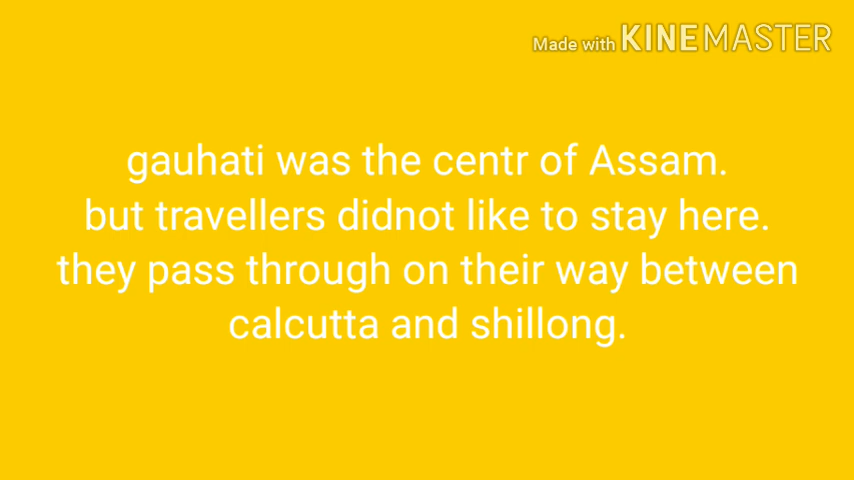 Made with KINEMASTER
gauhati was the centr of Assam.
but travellers didnot like to stay here.
they pass through on their way between
calcutta and shillong.